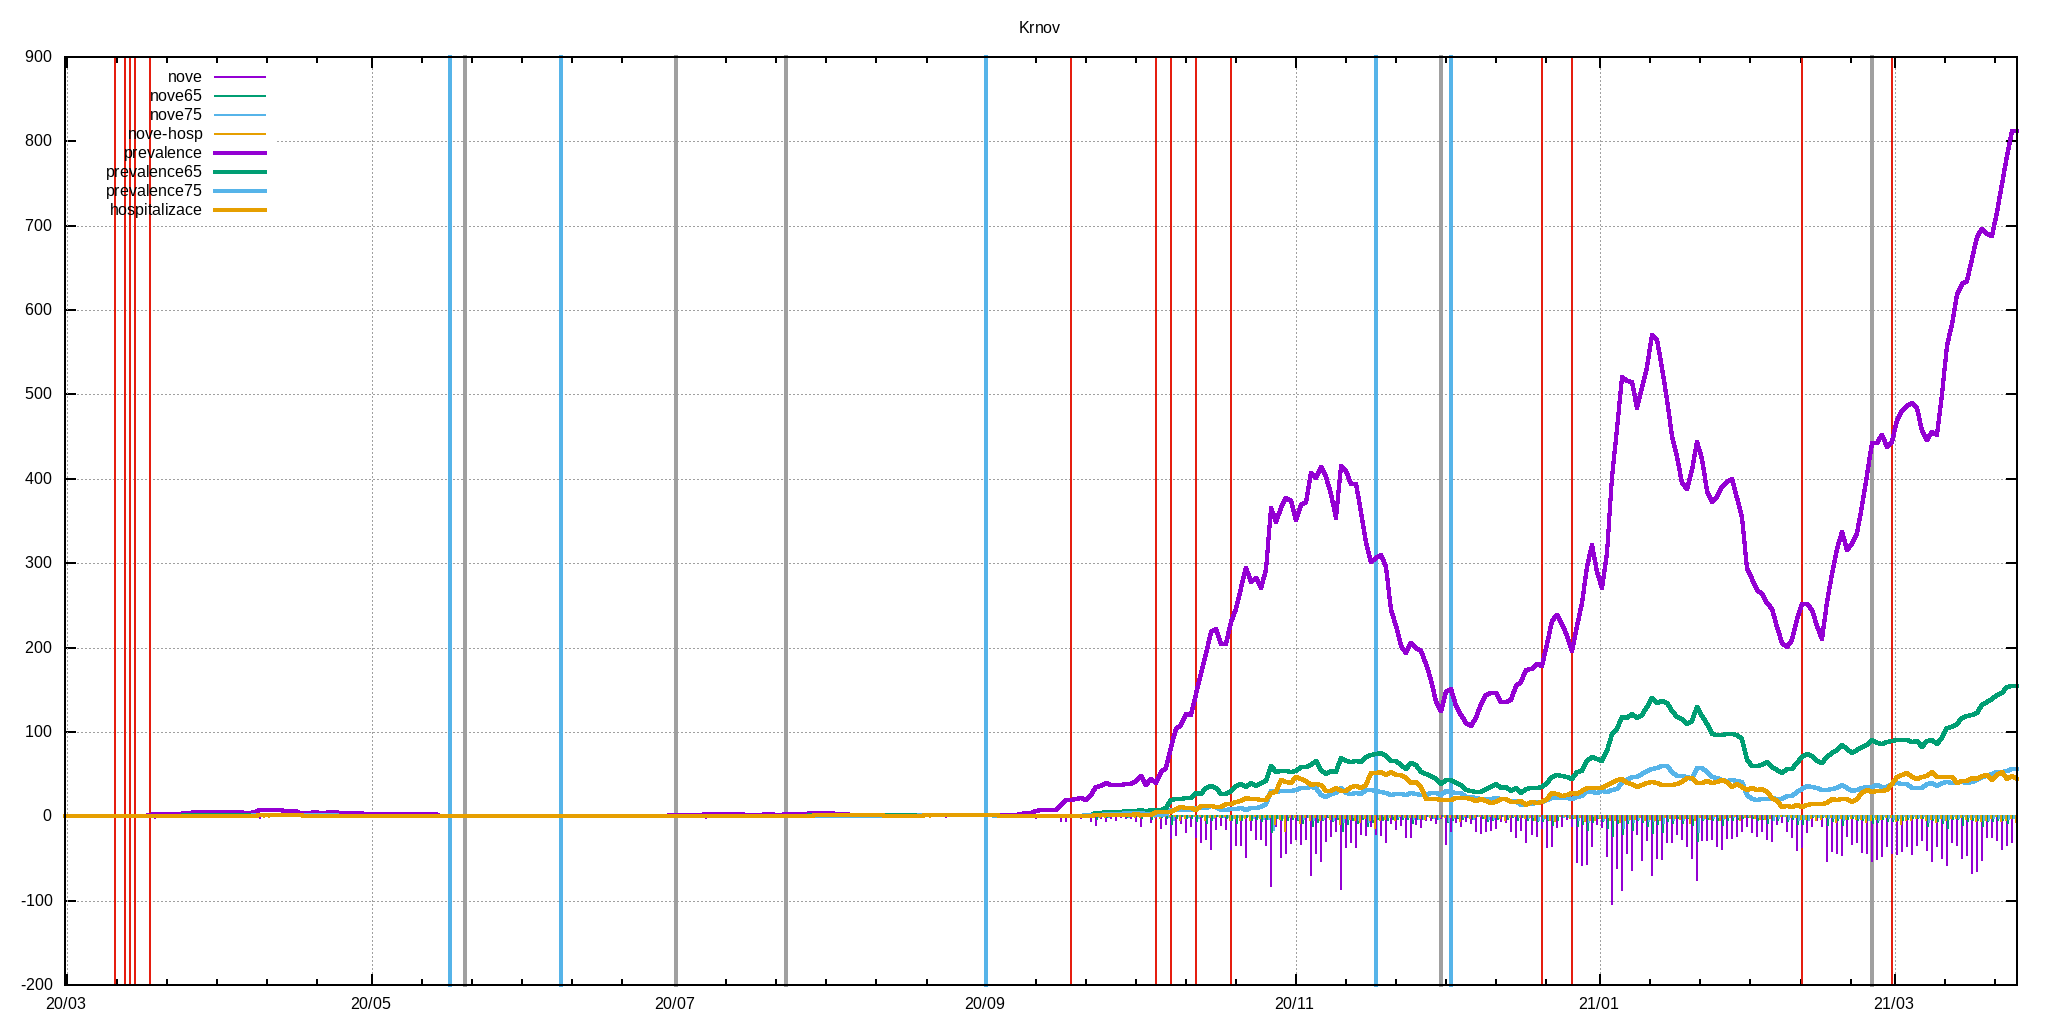 Krnov
900
800
700
600
500
400
300
200
100
0
-100
-200
nove
nove65
nove75
nove-hosp
prevalence
prevalence65
prevalence75
hospitalizace
20/03 20/05 20/07 20/09 20/11 21/01 21/03